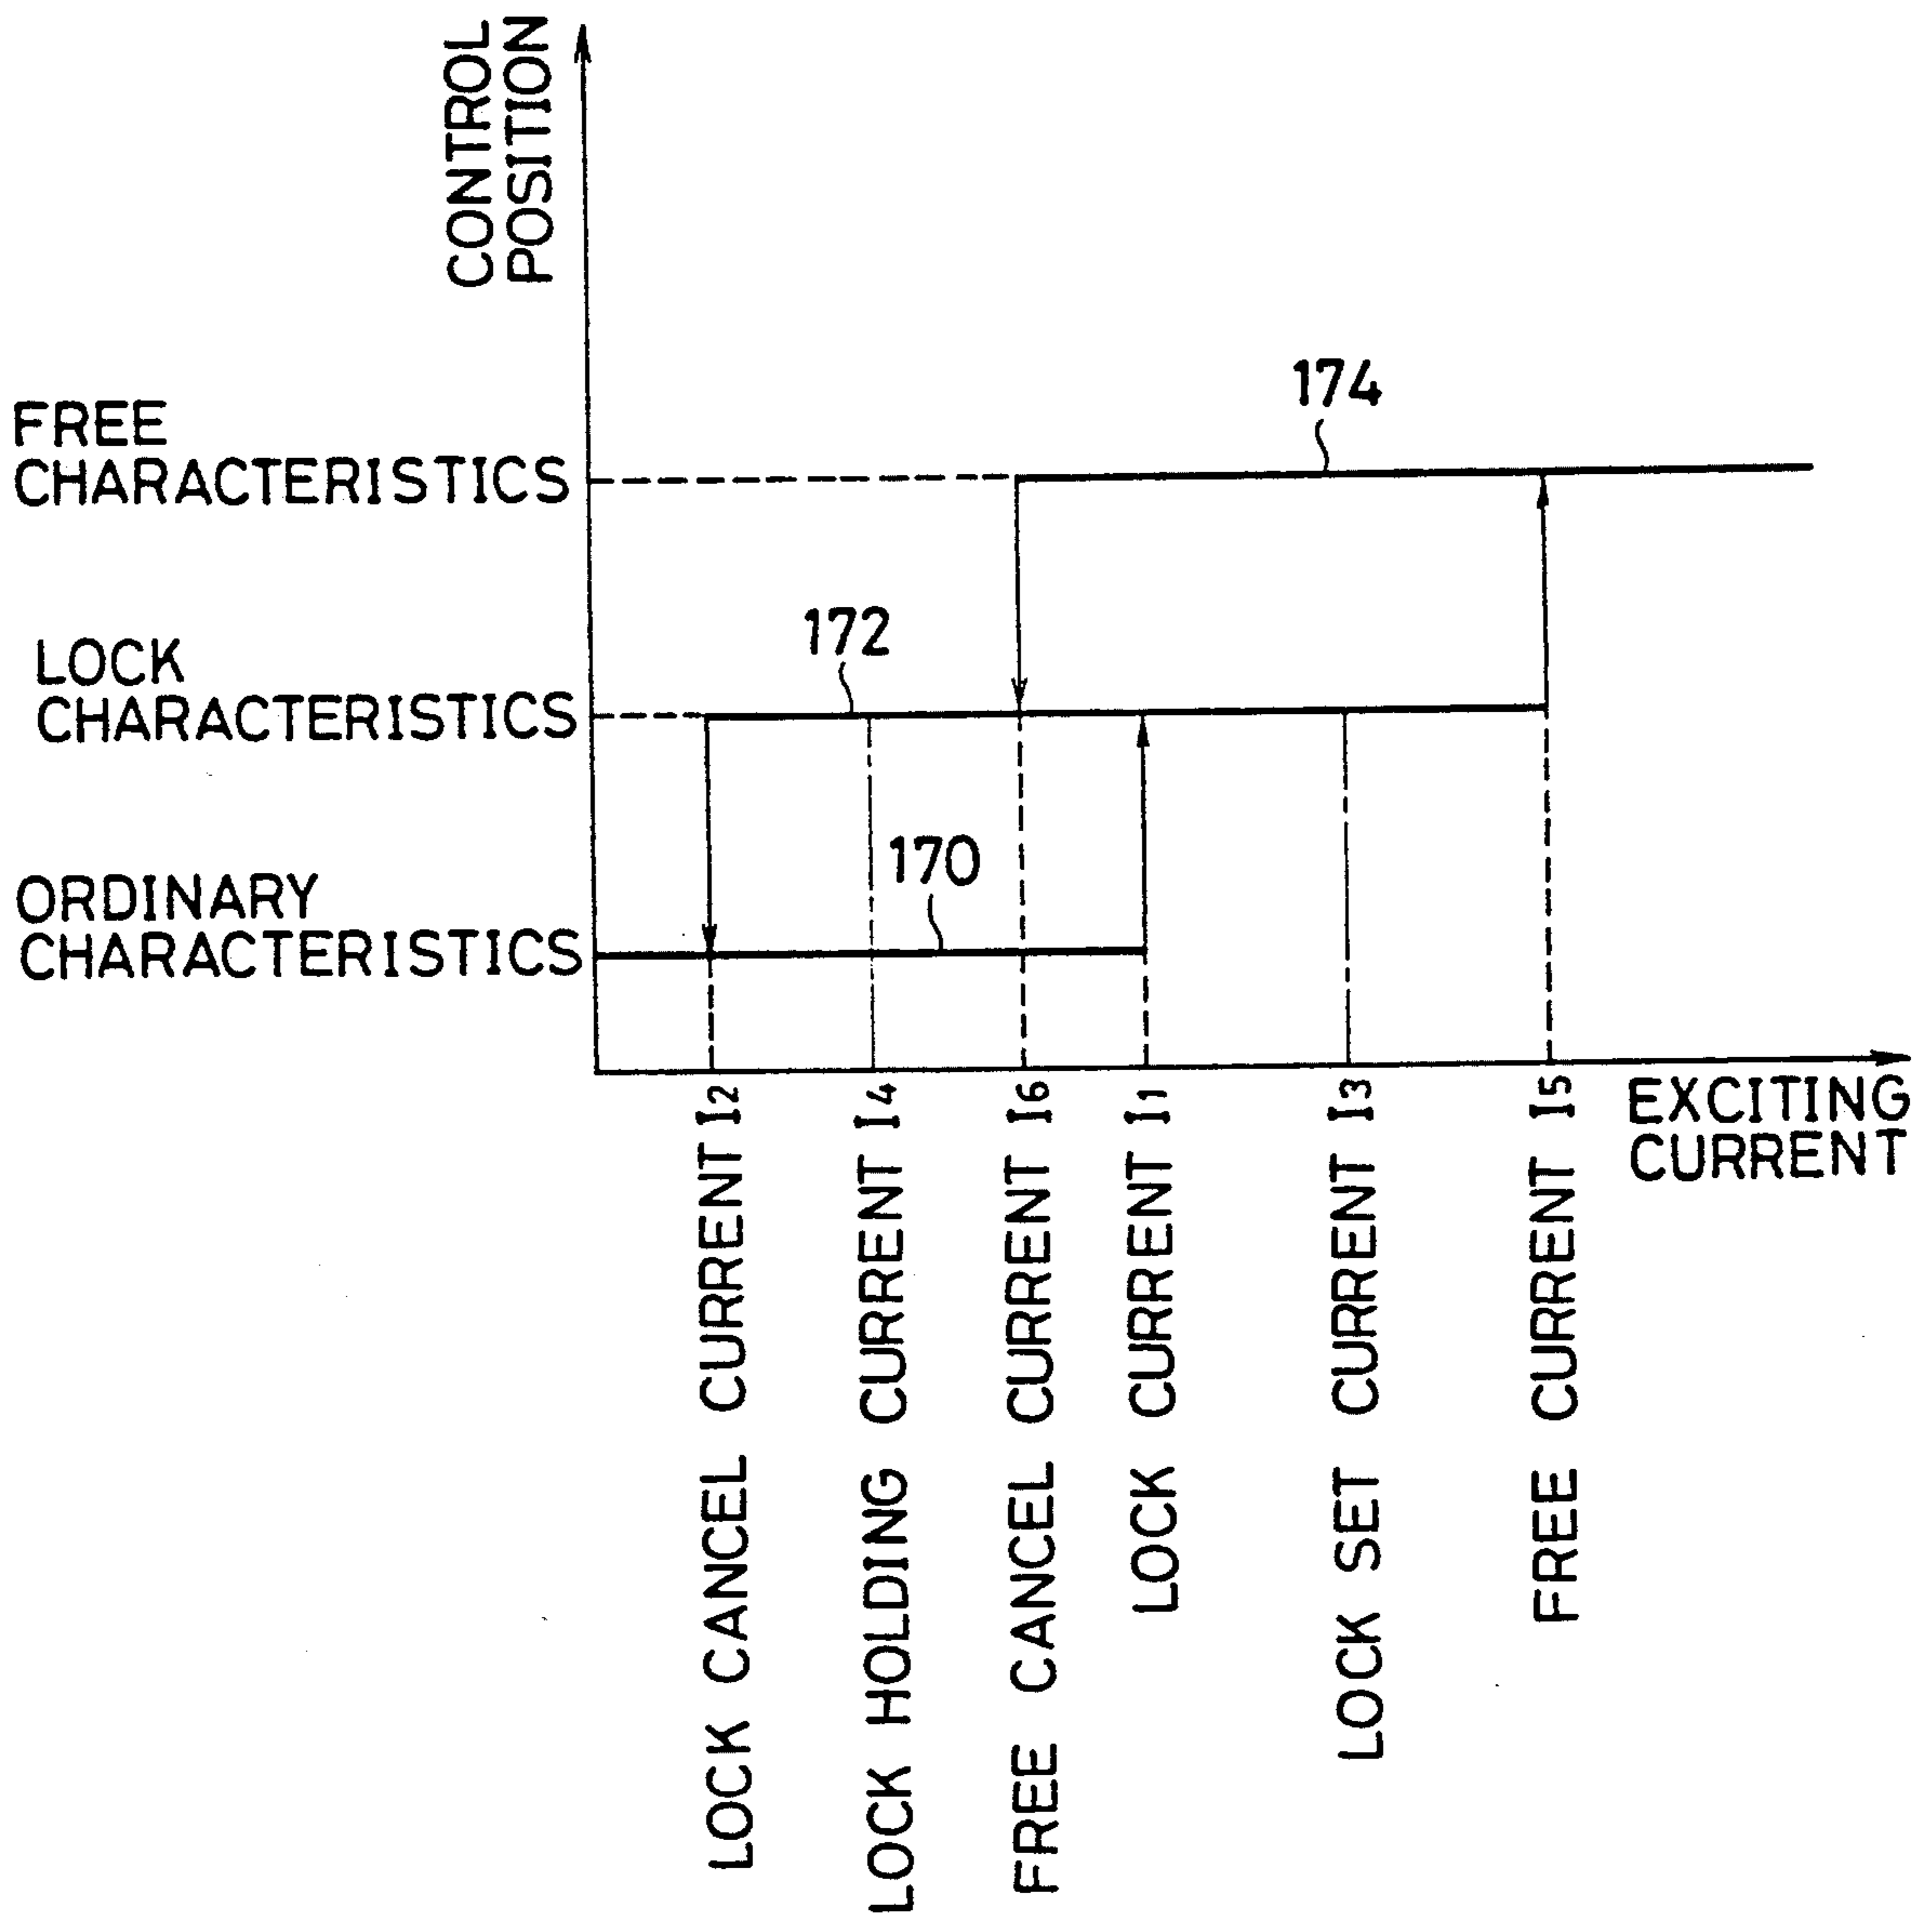 CONTROL
POSITION
FREE
CHARACTERISTICS
174
LOCK
CHARACTERISTICS
172
ORDINARY
CHARACTERISTICS
170
EXCITING
CURRENT
LOCK CANCEL CURRENT I2
LOCK HOLDING CURRENT I4
FREE CANCEL CURRENT I6
LOCK CURRENT I1
LOCK SET CURRENT I3
FREE CURRENT I5